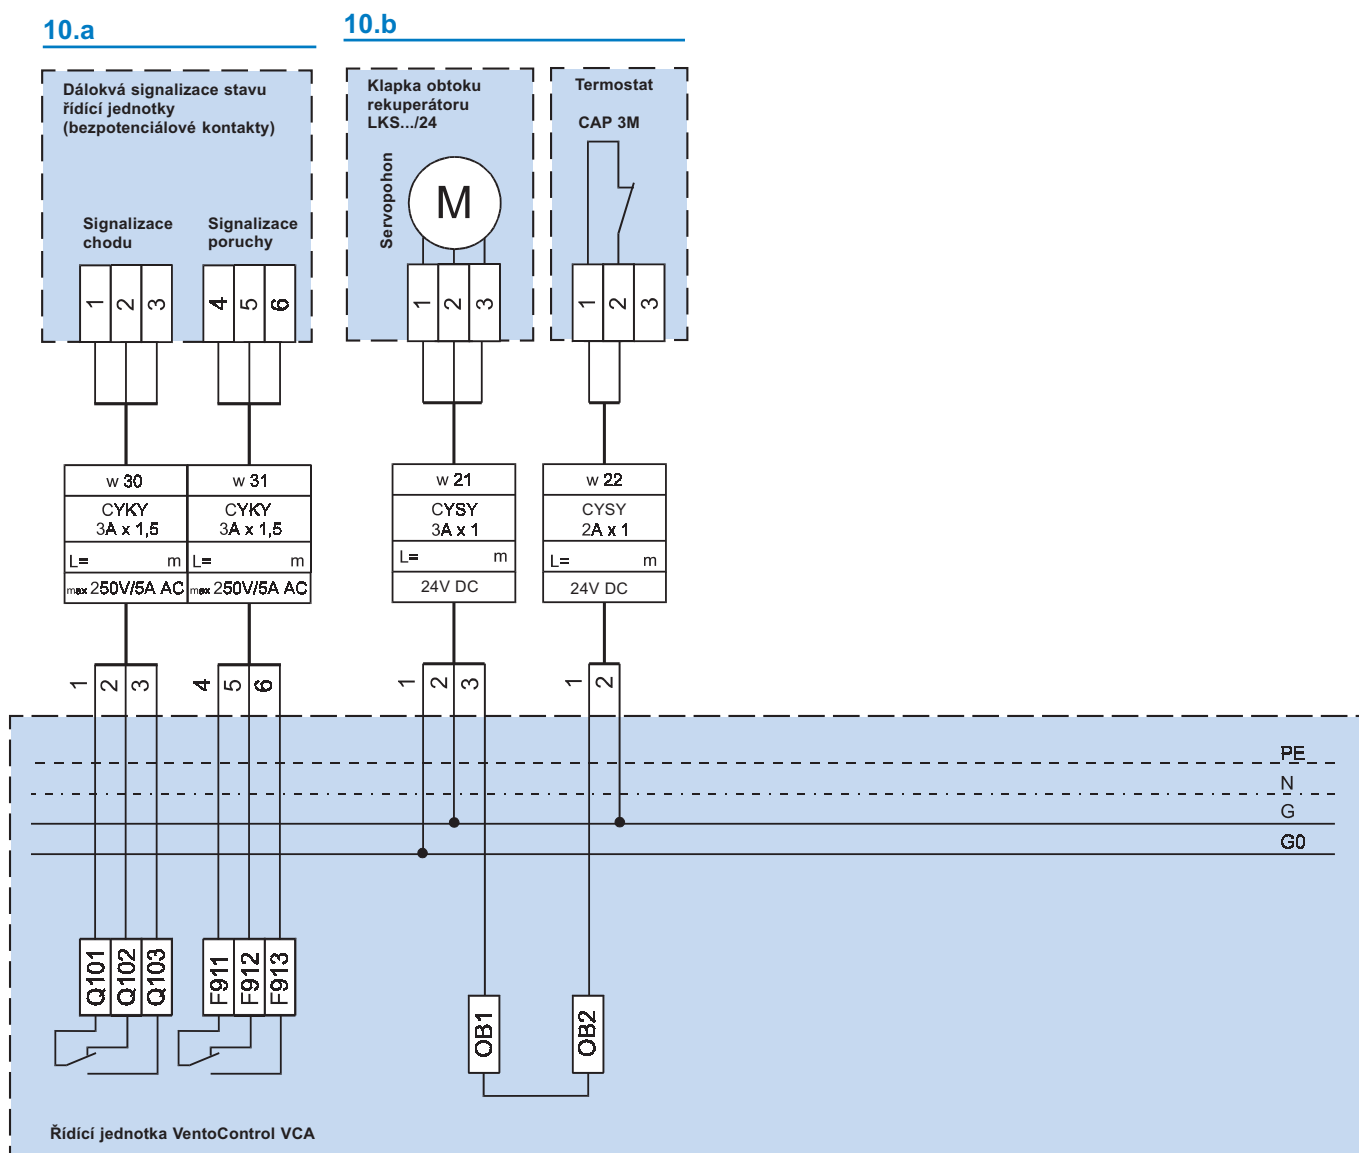 10.a
10.b
Dálokvá signalizace stavu
řídící jednotky
(bezpotenciálové kontakty)
Signalizace
chodu
Signalizace
poruchy
1 2 3
4 5 6
Klapka obtoku
rekuperátoru
LKS.../24
Servopohon
M
1 2 3
Termostat
CAP 3M
1 2 3
w 30
CYKY
3A x 1,5
L= m
max 250V/5A AC
w 31
CYKY
3A x 1,5
L= m
max 250V/5A AC
w 21
CYSY
3A x 1
L= m
24V DC
w 22
CYSY
2A x 1
L= m
24V DC
1 2 3
4 5 6
1 2 3
1 2
PE
N
G
G0
Q101 Q102 Q103
F911 F912 F913
OB1
OB2
Řídící jednotka VentoControl VCA